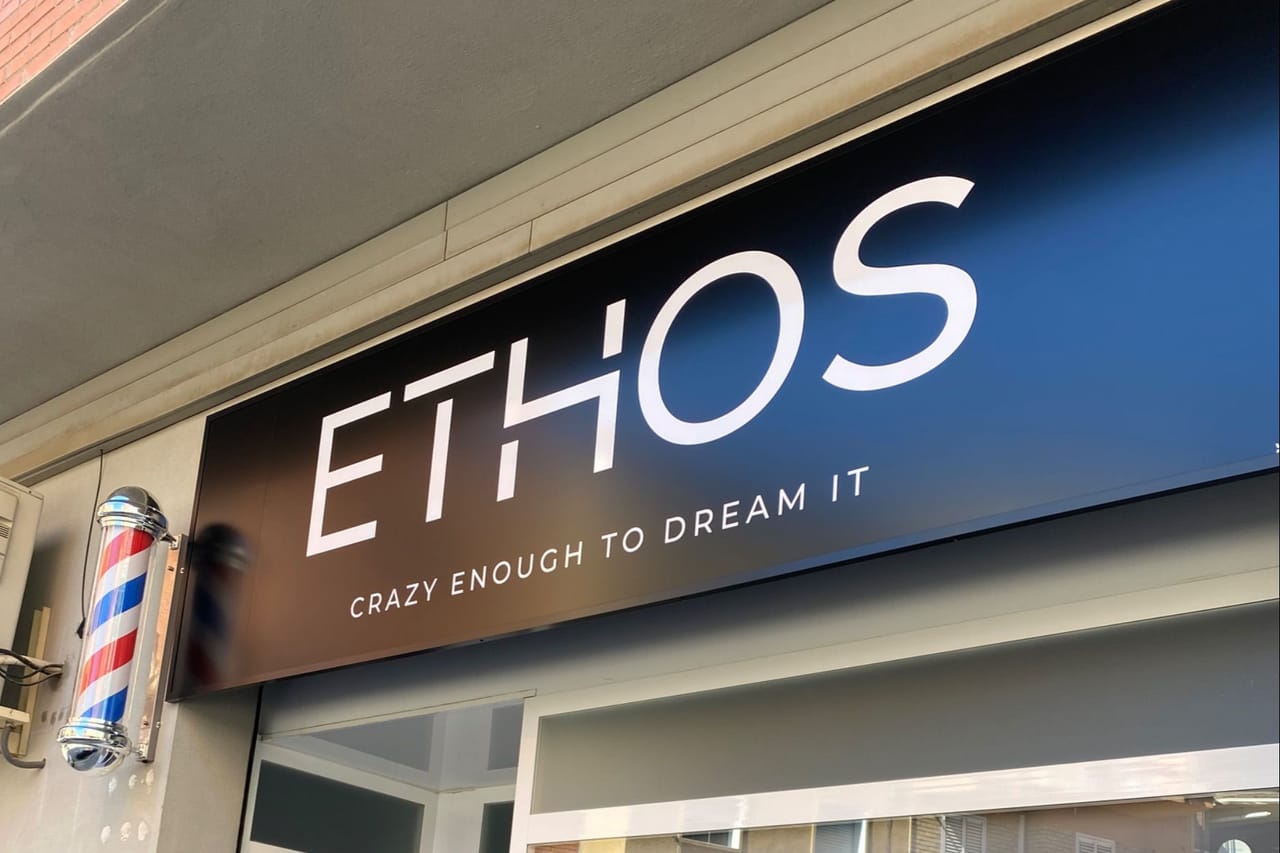 ETHOS
CRAZY ENOUGH TO DREAM IT